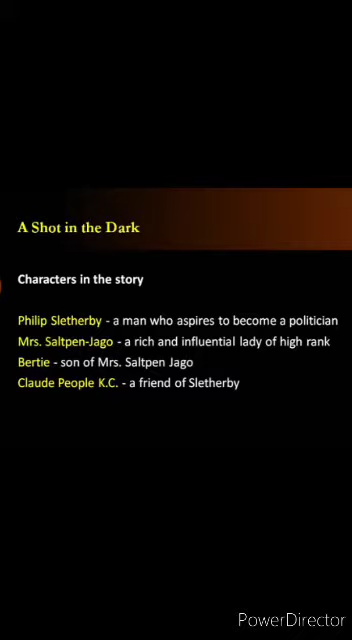 A Shot in the Dark
Characters in the story
Philip Sletherby - a man who aspires to become a politician
Mrs. Saltpen-Jago - a rich and influential lady of high rank
Bertie - son of Mrs. Saltpen Jago
Claude People K.C. - a friend of Sletherby
PowerDirector